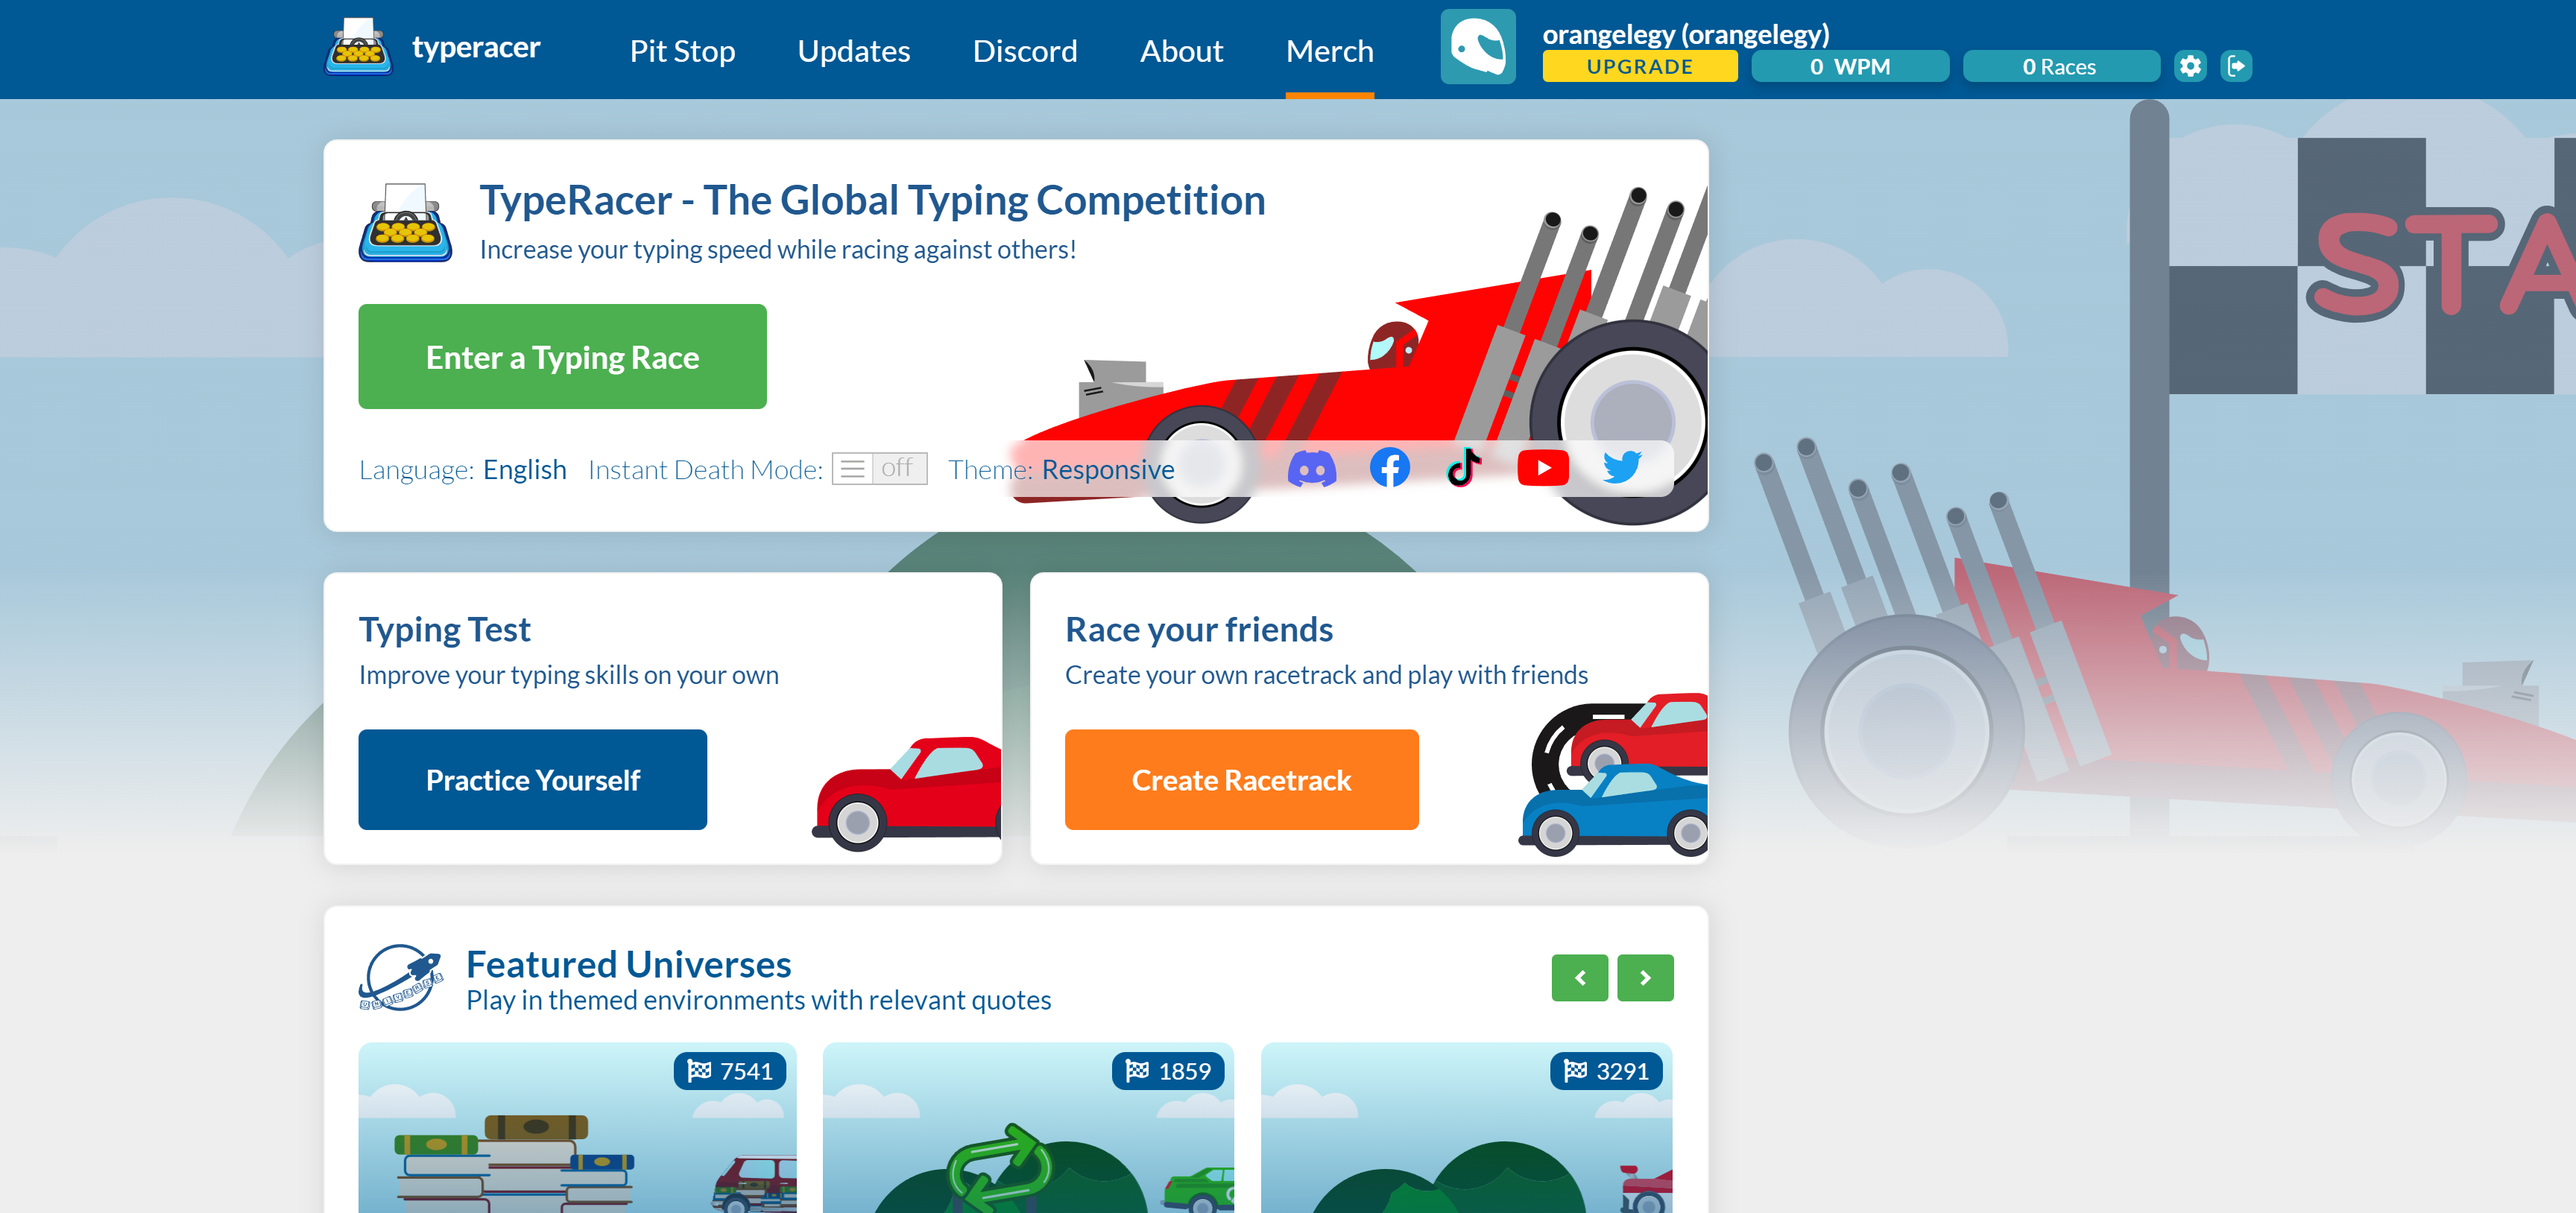 typeracer
Pit Stop
Updates
Discord
About
Merch
orangelegy (orangelegy)
UPGRADE
0 WPM
0 Races
TypeRacer - The Global Typing Competition
Increase your typing speed while racing against others!
Enter a Typing Race
Language: English Instant Death Mode: off Theme: Responsive
STA
Typing Test
Improve your typing skills on your own
Practice Yourself
Race your friends
Create your own racetrack and play with friends
Create Racetrack
Featured Universes
Play in themed environments with relevant quotes
7541
1859
3291